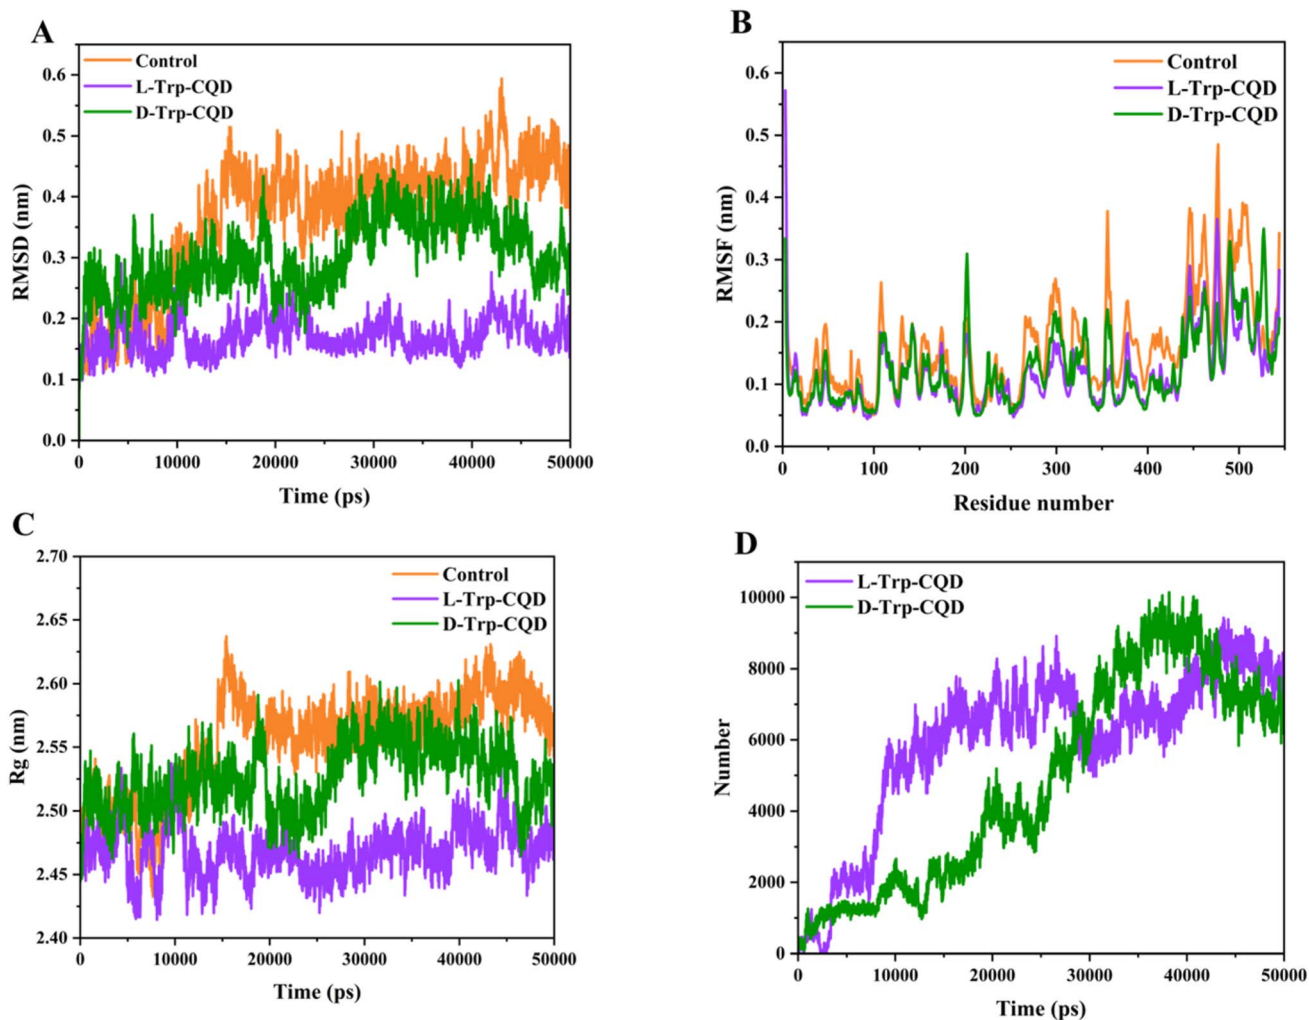 A
Control
L-Trp-CQD
D-Trp-CQD
RMSD (nm)
0.6
0.5
0.4
0.3
0.2
0.1
0.0
0 10000 20000 30000 40000 50000
Time (ps)
B
Control
L-Trp-CQD
D-Trp-CQD
RMSF (nm)
0.6
0.5
0.4
0.3
0.2
0.1
0.0
0 100 200 300 400 500
Residue number
C
Control
L-Trp-CQD
D-Trp-CQD
Rg (nm)
2.70
2.65
2.60
2.55
2.50
2.45
2.40
0 10000 20000 30000 40000 50000
Time (ps)
D
L-Trp-CQD
D-Trp-CQD
Number
10000
8000
6000
4000
2000
0
0 10000 20000 30000 40000 50000
Time (ps)